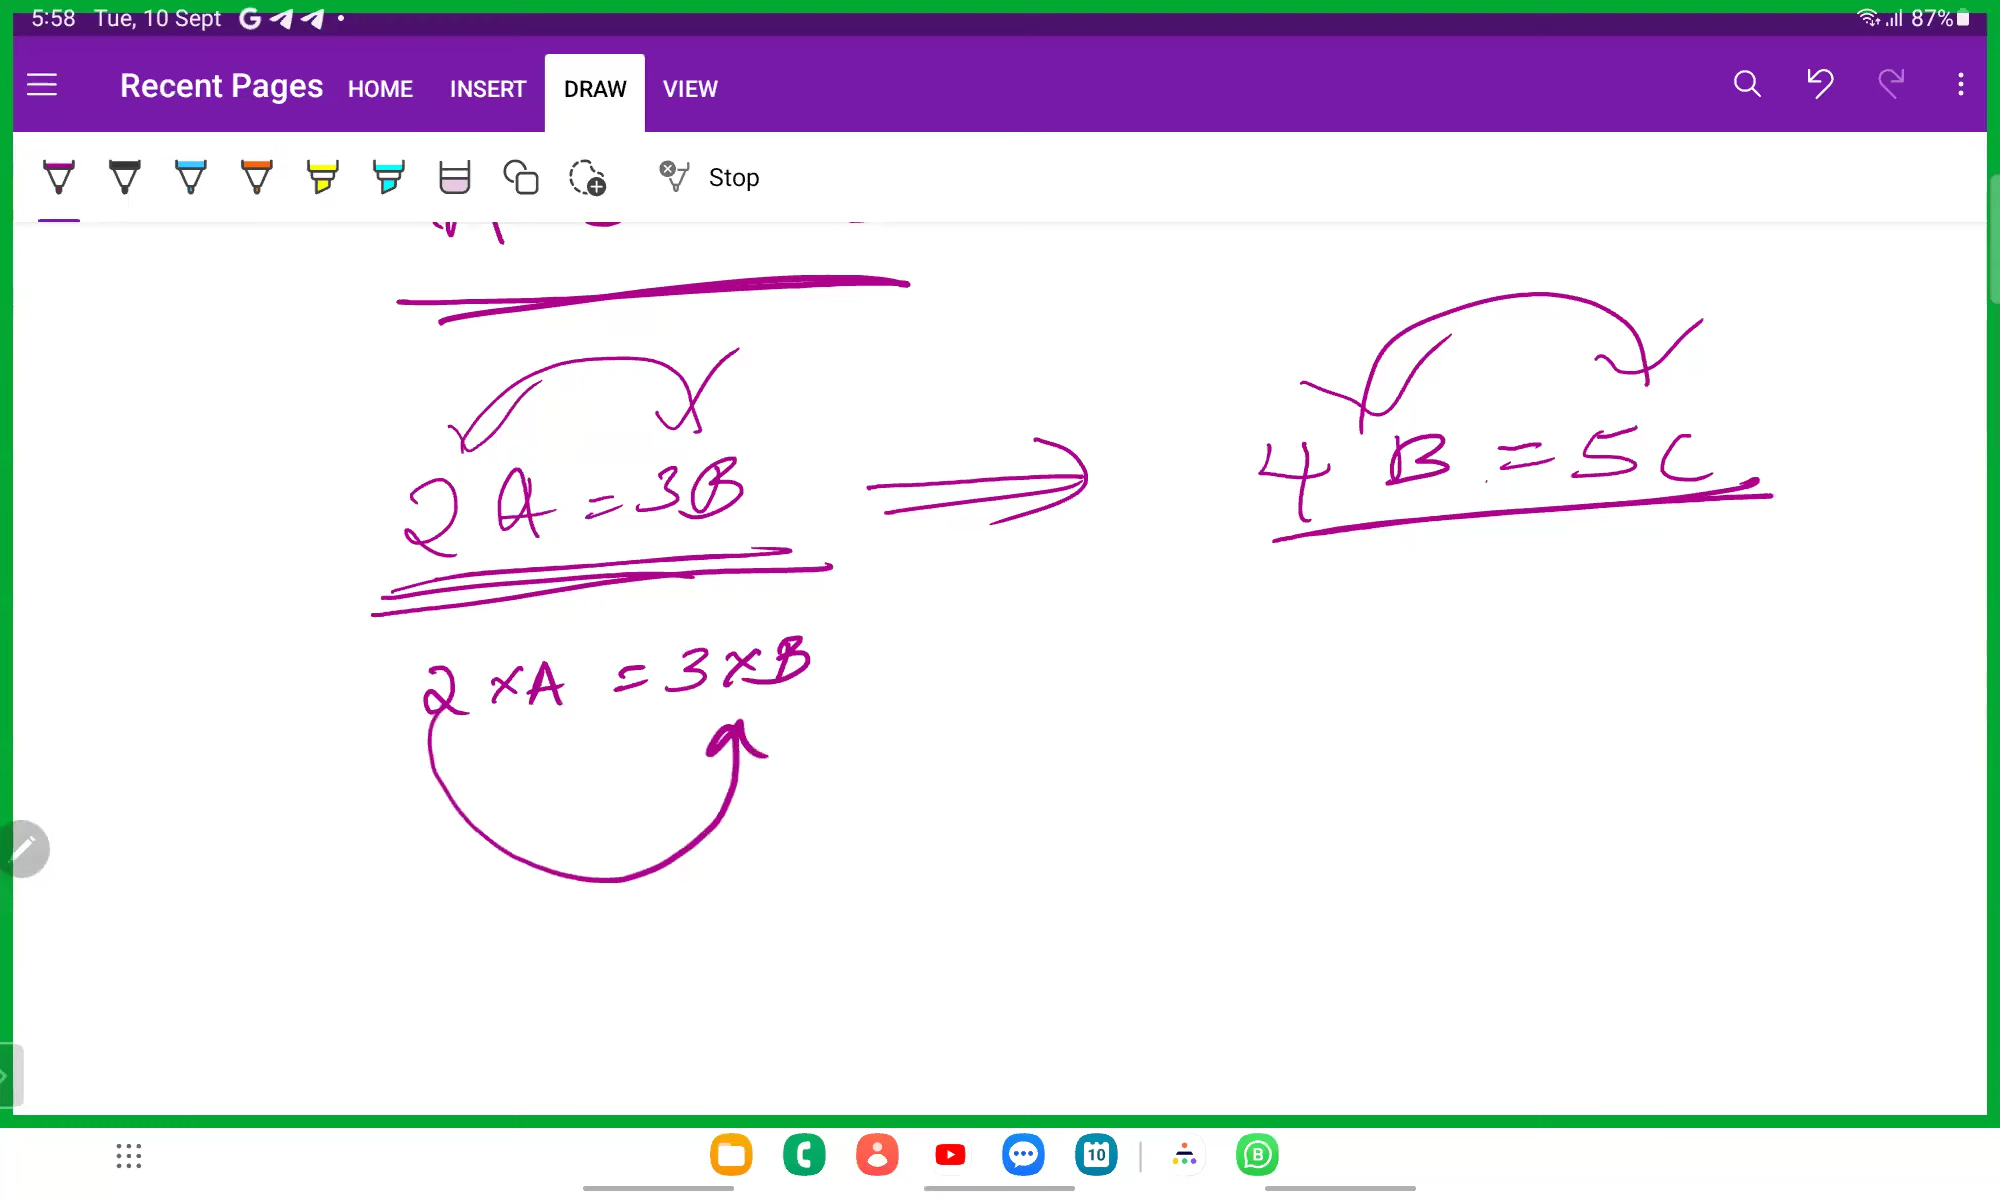 5:58 Tue, 10 Sept G 87%
Recent Pages HOME INSERT DRAW VIEW
Stop
2A = 3B
4B = 5C
2 × A = 3 × B
10
B